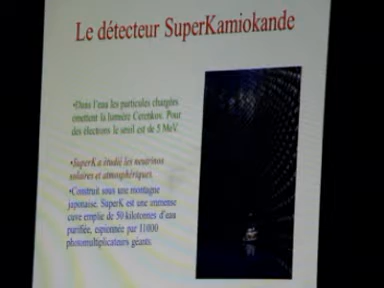 Le détecteur SuperKamiokande
•Dans l'eau les particules chargées
émettent la lumière Cerenkov. Pour
des électrons le seuil est de 5 MeV.
•SuperK a étudié les neutrinos
solaires et atmosphériques.
•Construit sous une montagne
japonaise. SuperK est une immense
cuve emplie de 50 kilotonnes d'eau
purifiée, espionnée par 11000
photomultiplicateurs géants.